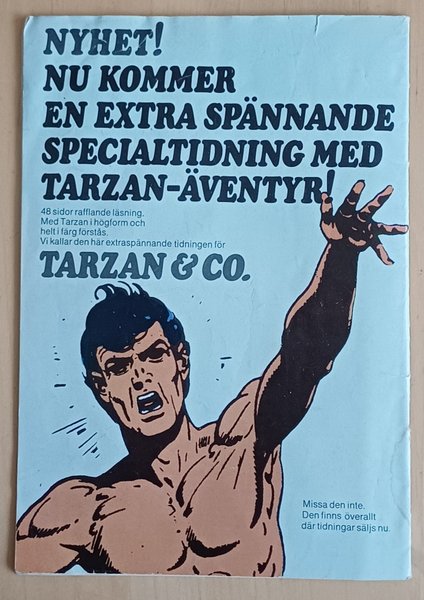 NYHET!
NU KOMMER
EN EXTRA SPÄNNANDE
SPECIALTIDNING MED
TARZAN-ÄVENTYR!
48 sidor rafflande läsning.
Med Tarzan i högform och
helt i färg förstås.
Vi kallar den här extraspännande tidningen för
TARZAN & CO.
Missa den inte.
Den finns överallt
där tidningar säljs nu.